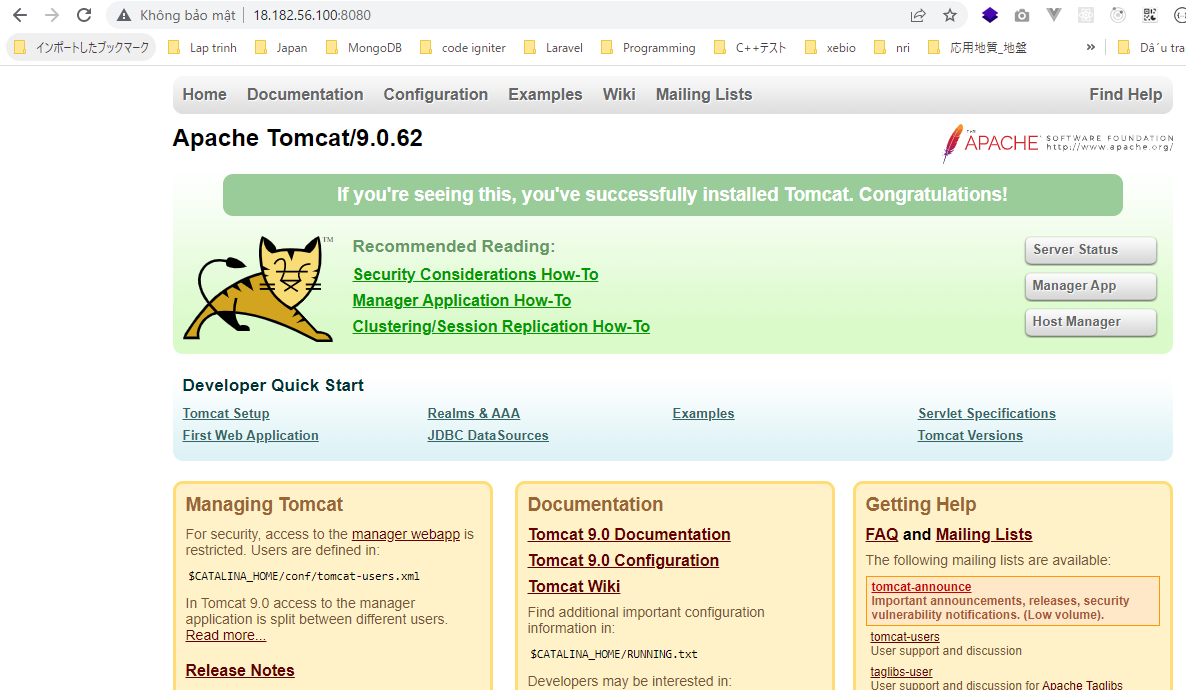 Không bảo mật | 18.182.56.100:8080
インポートしたブックマーク Lap trinh Japan MongoDB code igniter Laravel Programming C++テスト xebio nri 応用地質_地盤 » Dấu tra
Home Documentation Configuration Examples Wiki Mailing Lists Find Help
Apache Tomcat/9.0.62
THE APACHE SOFTWARE FOUNDATION
http://www.apache.org/
If you're seeing this, you've successfully installed Tomcat. Congratulations!
TM
Recommended Reading:
Security Considerations How-To
Manager Application How-To
Clustering/Session Replication How-To
Server Status
Manager App
Host Manager
Developer Quick Start
Tomcat Setup
First Web Application
Realms & AAA
JDBC DataSources
Examples
Servlet Specifications
Tomcat Versions
Managing Tomcat
For security, access to the manager webapp is
restricted. Users are defined in:
$CATALINA_HOME/conf/tomcat-users.xml
In Tomcat 9.0 access to the manager
application is split between different users.
Read more...
Release Notes
Documentation
Tomcat 9.0 Documentation
Tomcat 9.0 Configuration
Tomcat Wiki
Find additional important configuration
information in:
$CATALINA_HOME/RUNNING.txt
Developers may be interested in:
Getting Help
FAQ and Mailing Lists
The following mailing lists are available:
tomcat-announce
Important announcements, releases, security
vulnerability notifications. (Low volume).
tomcat-users
User support and discussion
taglibs-user
User support and discussion for Apache Taglibs